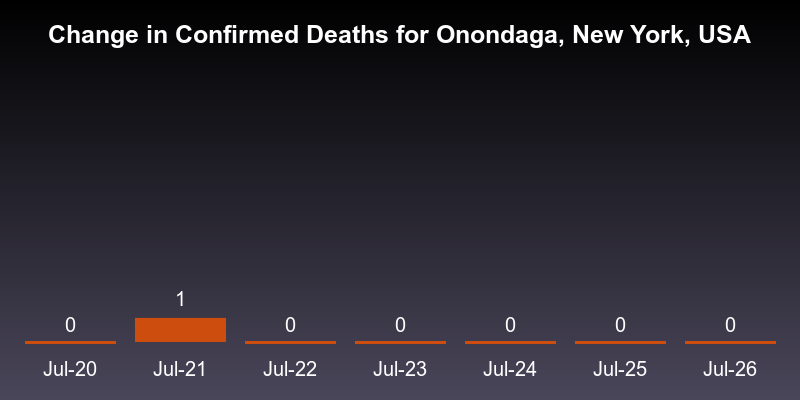 Change in Confirmed Deaths for Onondaga, New York, USA
0 1 0 0 0 0 0
Jul-20 Jul-21 Jul-22 Jul-23 Jul-24 Jul-25 Jul-26